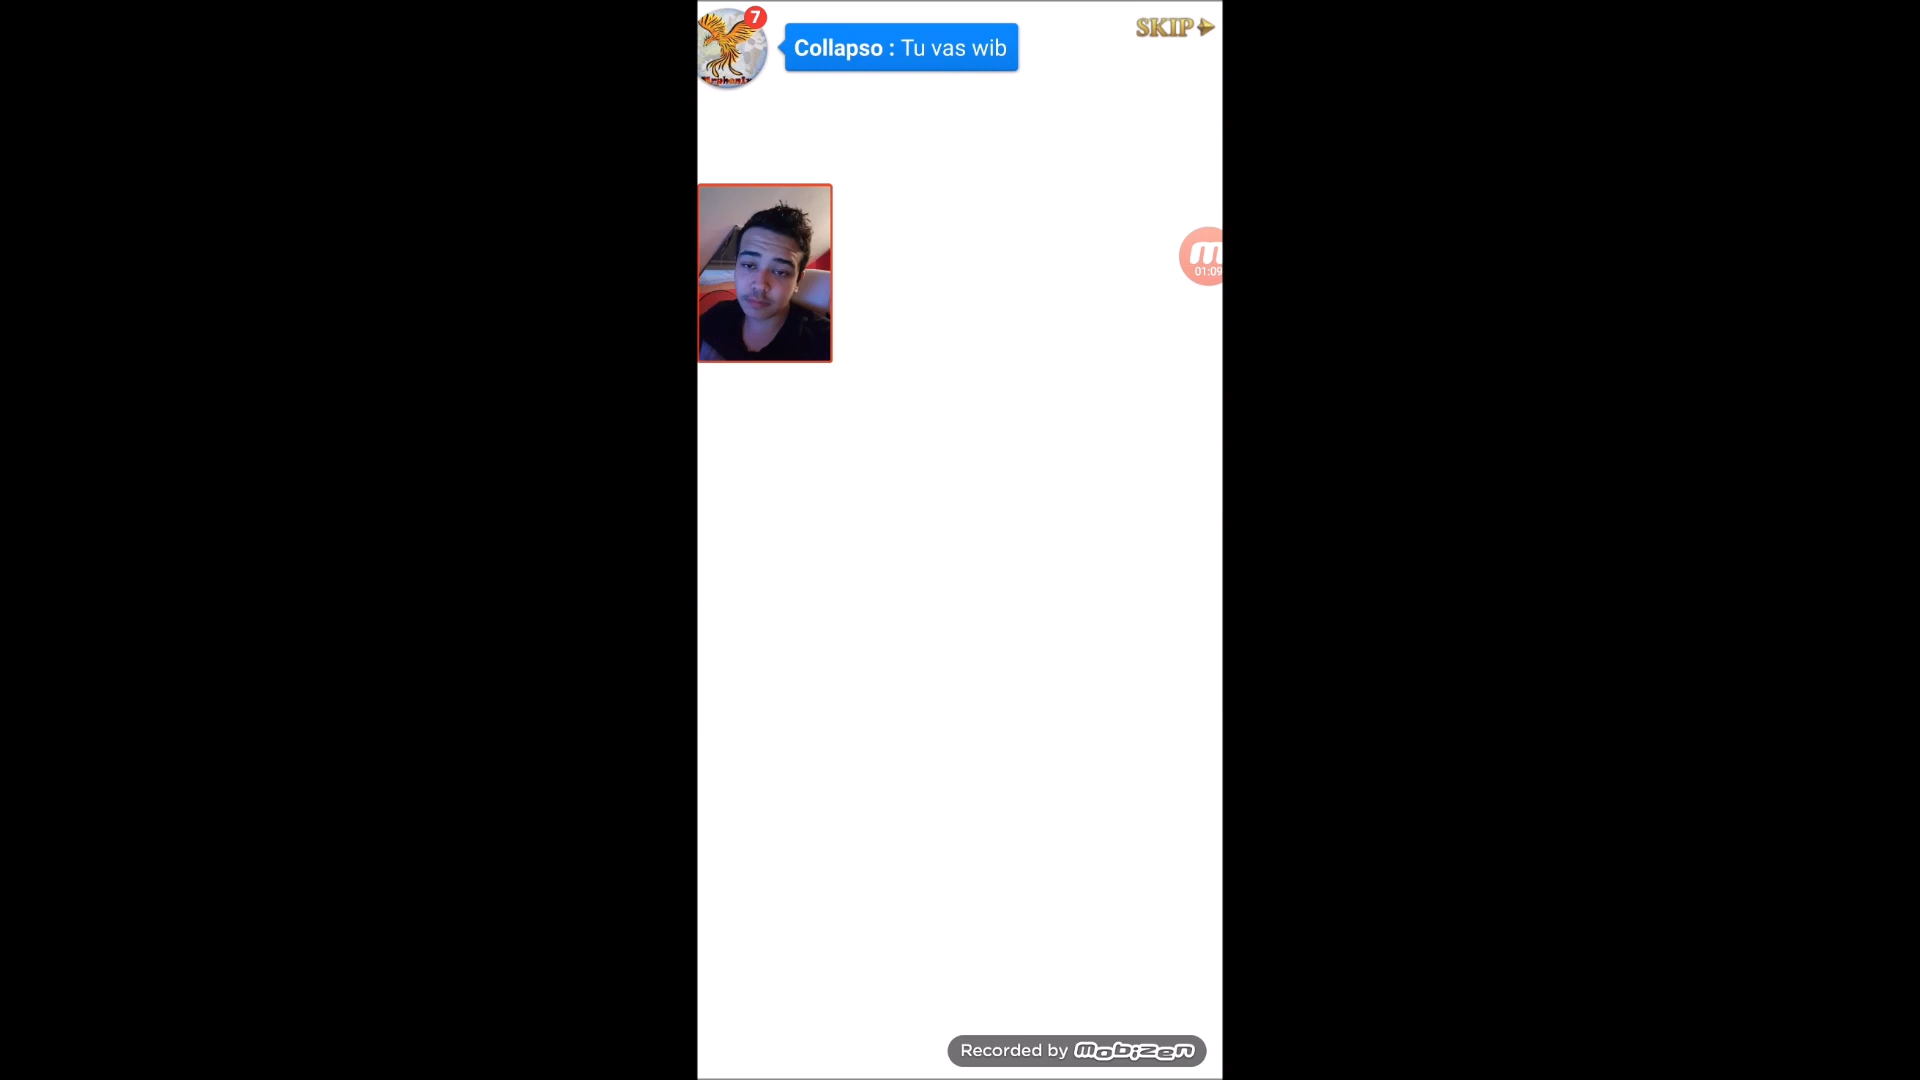 7
Collapso : Tu vas wib
SKIP
01:09
Recorded by mobizen